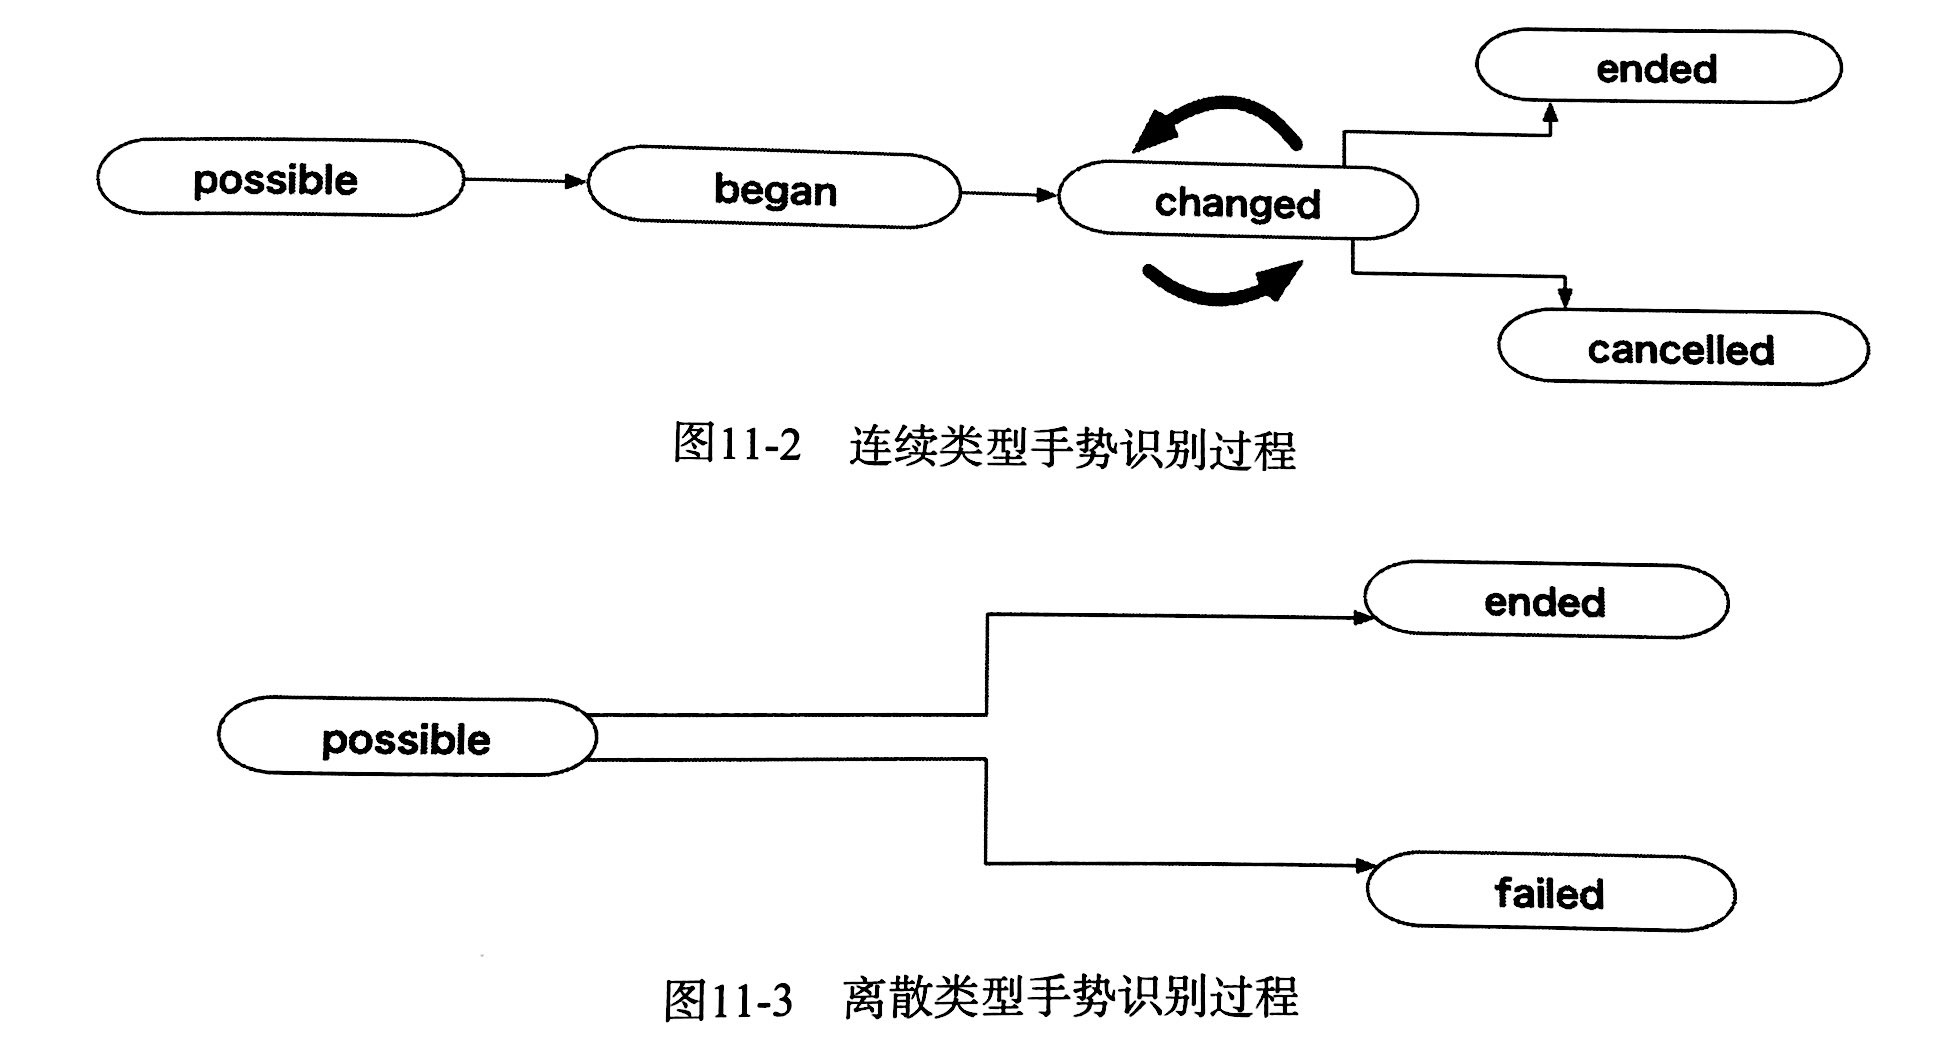 ended
possible
began
changed
cancelled
图11-2 连续类型手势识别过程
ended
possible
failed
图11-3 离散类型手势识别过程